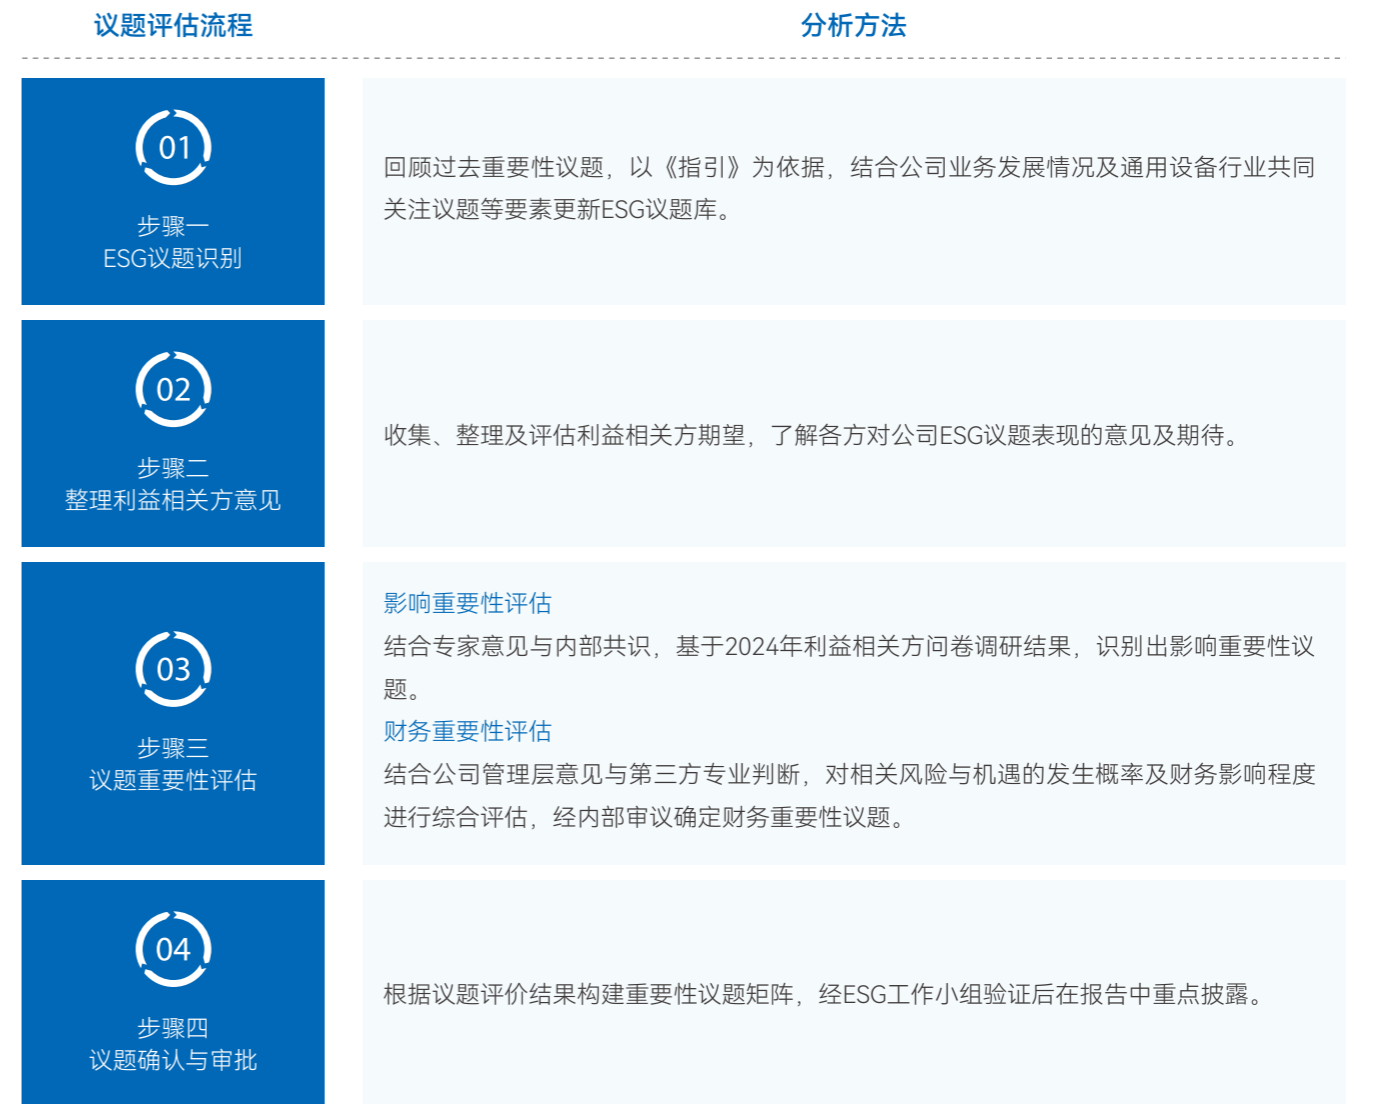 议题评估流程
分析方法
01
步骤一
ESG议题识别
回顾过去重要性议题，以《指引》为依据，结合公司业务发展情况及通用设备行业共同
关注议题等要素更新ESG议题库。
02
步骤二
整理利益相关方意见
收集、整理及评估利益相关方期望，了解各方对公司ESG议题表现的意见及期待。
03
步骤三
议题重要性评估
影响重要性评估
结合专家意见与内部共识，基于2024年利益相关方问卷调研结果，识别出影响重要性议
题。
财务重要性评估
结合公司管理层意见与第三方专业判断，对相关风险与机遇的发生概率及财务影响程度
进行综合评估，经内部审议确定财务重要性议题。
04
步骤四
议题确认与审批
根据议题评价结果构建重要性议题矩阵，经ESG工作小组验证后在报告中重点披露。